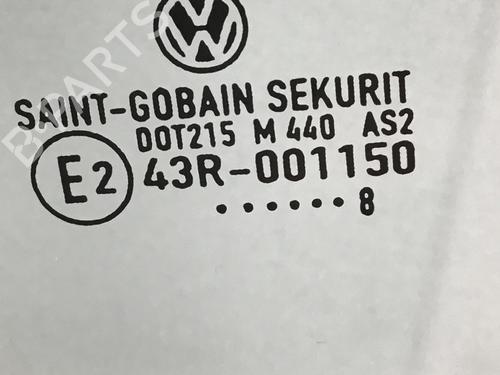 SAINT-GOBAIN SEKURIT
DOT215 M 440 AS2
E2 43R-001150
......8